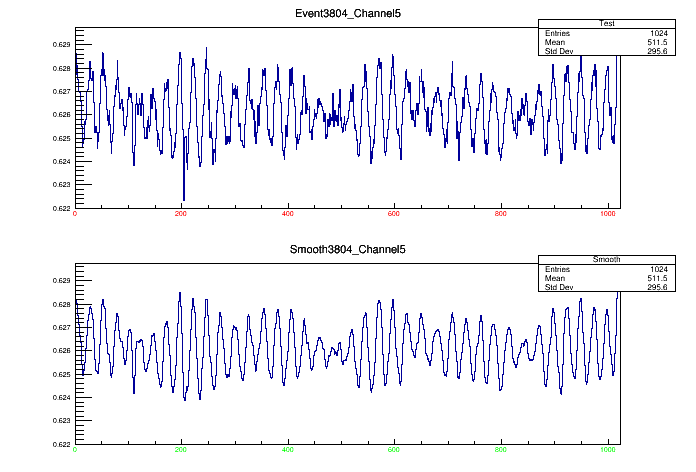 Event3804_Channel5
Test
Entries 1024
Mean 511.5
Std Dev 295.6
0.629
0.628
0.627
0.626
0.625
0.624
0.623
0.622
0 200 400 600 800 1000
Smooth3804_Channel5
Smooth
Entries 1024
Mean 511.5
Std Dev 295.6
0.629
0.628
0.627
0.626
0.625
0.624
0.623
0.622
0 200 400 600 800 1000